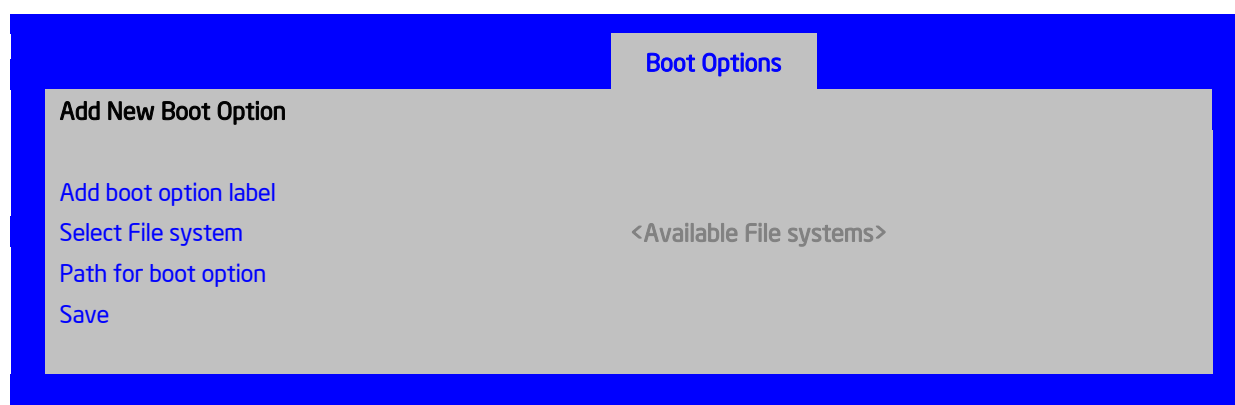 Boot Options
Add New Boot Option
Add boot option label
Select File system <Available File systems>
Path for boot option
Save